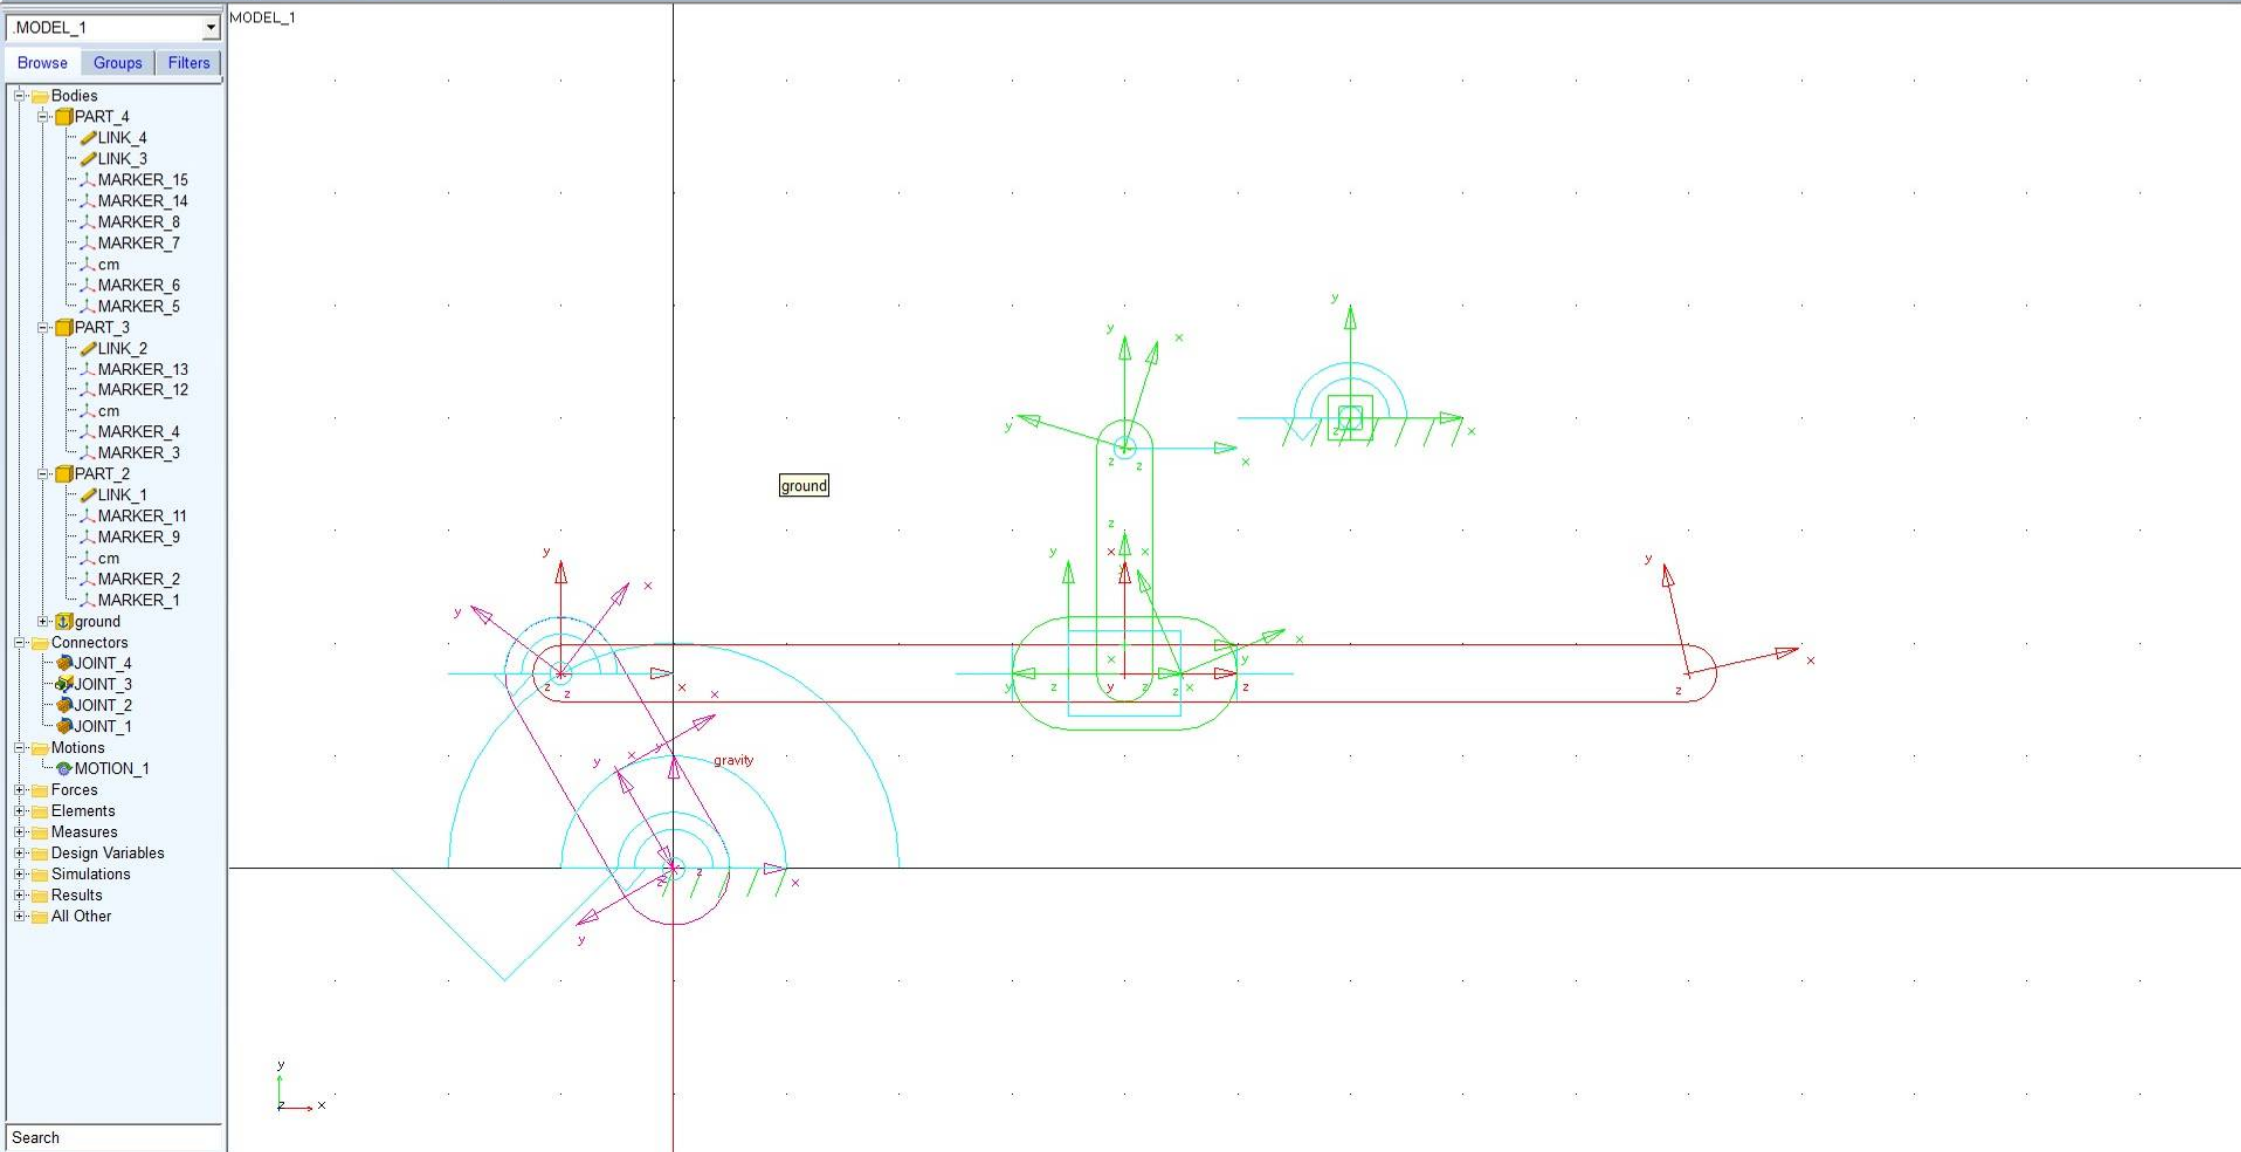 .MODEL_1
Browse Groups Filters
Bodies
PART_4
LINK_4
LINK_3
MARKER_15
MARKER_14
MARKER_8
MARKER_7
cm
MARKER_6
MARKER_5
PART_3
LINK_2
MARKER_13
MARKER_12
cm
MARKER_4
MARKER_3
PART_2
LINK_1
MARKER_11
MARKER_9
cm
MARKER_2
MARKER_1
ground
Connectors
JOINT_4
JOINT_3
JOINT_2
JOINT_1
Motions
MOTION_1
Forces
Elements
Measures
Design Variables
Simulations
Results
All Other
Search
MODEL_1
y
y x
x
y
z z x
z x
ground
z
y x x
y
y
x
y x
y
x
x
z z x x
y z y z z x z
z
y x y
gravity
z z x
y
y
z x